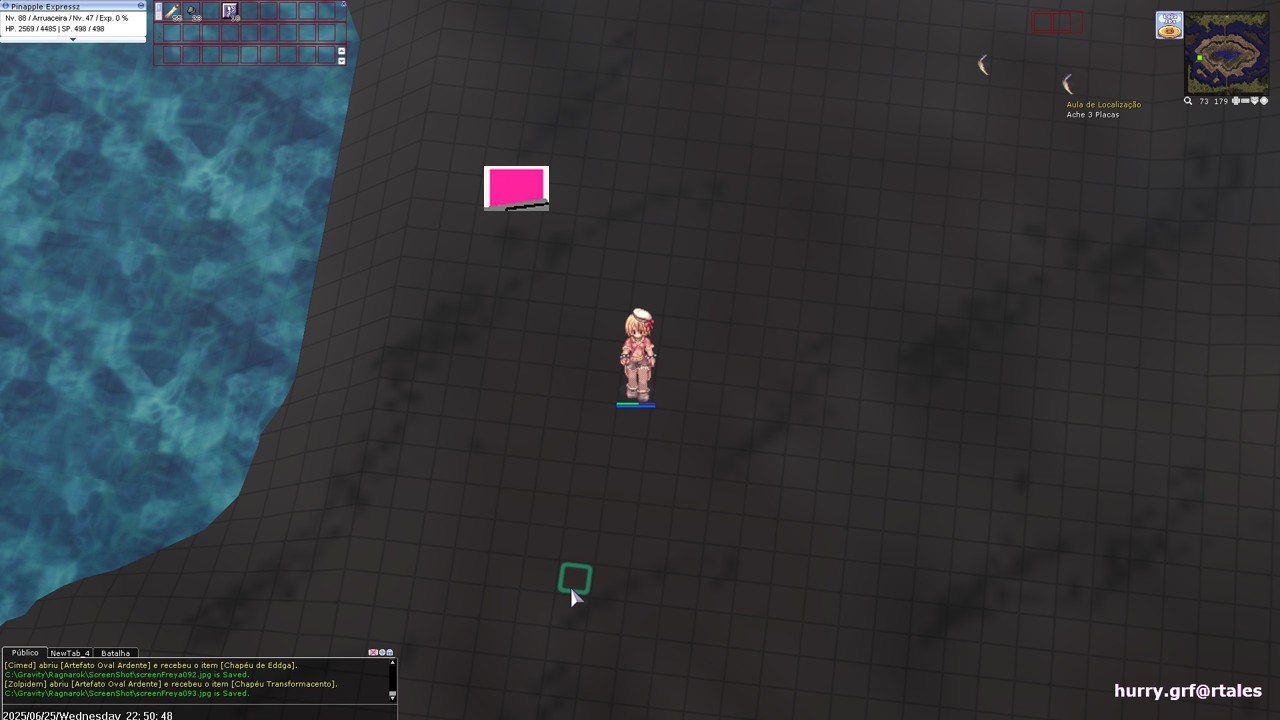 Pinapple Expressz
Nv. 88 / Arruaceira / Nv. 47 / Exp. 0 %
HP. 2569 / 4485 | SP. 498 / 498
Aula de Localização
Ache 3 Placas
73 179
Público
NewTab_4
Batalha
[Cimed] abriu [Artefato Oval Ardente] e recebeu o item [Chapéu de Eddga].
C:\Gravity\Ragnarok\ScreenShot\screenFreya092.jpg is Saved.
[Zolpidem] abriu [Artefato Oval Ardente] e recebeu o item [Chapéu Transformacento].
C:\Gravity\Ragnarok\ScreenShot\screenFreya093.jpg is Saved.
2025/06/25/Wednesday 22:50:48
hurry.grf@rtales